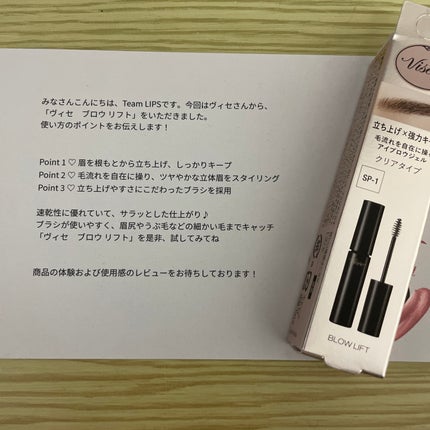 みなさんこんにちは、Team LIPSです。今回はヴィセさんから、
「ヴィセ　ブロウ リフト」をいただきました。
使い方のポイントをお伝えします！
Point 1 ♡ 眉を根もとから立ち上げ、しっかりキープ
Point 2 ♡ 毛流れを自在に操り、ツヤやかな立体眉をスタイリング
Point 3 ♡ 立ち上げやすさにこだわったブラシを採用
速乾性に優れていて、サラッとした仕上がり♪
ブラシが使いやすく、眉尻やうぶ毛などの細かい毛までキャッチ
「ヴィセ　ブロウ リフト」を是非、試してみてね
商品の体験および使用感のレビューをお待ちしております！
立ち上げ×強力キー
毛流れを自在に操
アイブロウジェル
クリアタイプ
SP-1
BLOW LIFT